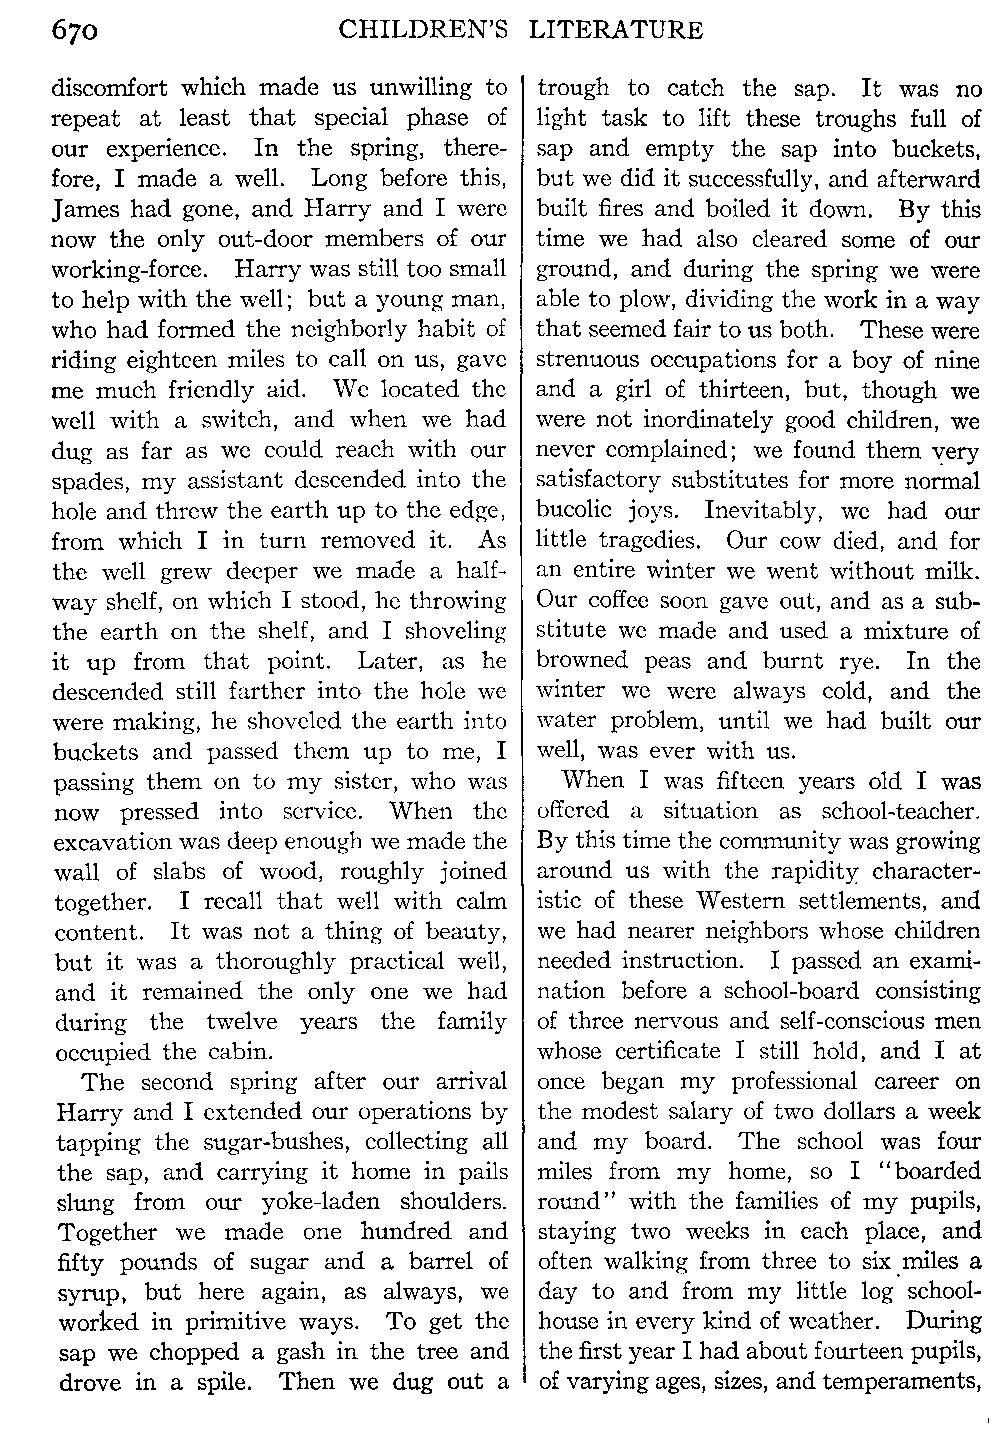 670
CHILDREN'S LITERATURE
discomfort which made us unwilling to
repeat at least that special phase of
our experience. In the spring, there-
fore, I made a well. Long before this,
James had gone, and Harry and I were
now the only out-door members of our
working-force. Harry was still too small
to help with the well; but a young man,
who had formed the neighborly habit of
riding eighteen miles to call on us, gave
me much friendly aid. We located the
well with a switch, and when we had
dug as far as we could reach with our
spades, my assistant descended into the
hole and threw the earth up to the edge,
from which I in turn removed it. As
the well grew deeper we made a half-
way shelf, on which I stood, he throwing
the earth on the shelf, and I shoveling
it up from that point. Later, as he
descended still farther into the hole we
were making, he shoveled the earth into
buckets and passed them up to me, I
passing them on to my sister, who was
now pressed into service. When the
excavation was deep enough we made the
wall of slabs of wood, roughly joined
together. I recall that well with calm
content. It was not a thing of beauty,
but it was a thoroughly practical well,
and it remained the only one we had
during the twelve years the family
occupied the cabin.
The second spring after our arrival
Harry and I extended our operations by
tapping the sugar-bushes, collecting all
the sap, and carrying it home in pails
slung from our yoke-laden shoulders.
Together we made one hundred and
fifty pounds of sugar and a barrel of
syrup, but here again, as always, we
worked in primitive ways. To get the
sap we chopped a gash in the tree and
drove in a spile. Then we dug out a
trough to catch the sap. It was no
light task to lift these troughs full of
sap and empty the sap into buckets,
but we did it successfully, and afterward
built fires and boiled it down. By this
time we had also cleared some of our
ground, and during the spring we were
able to plow, dividing the work in a way
that seemed fair to us both. These were
strenuous occupations for a boy of nine
and a girl of thirteen, but, though we
were not inordinately good children, we
never complained; we found them very
satisfactory substitutes for more normal
bucolic joys. Inevitably, we had our
little tragedies. Our cow died, and for
an entire winter we went without milk.
Our coffee soon gave out, and as a sub-
stitute we made and used a mixture of
browned peas and burnt rye. In the
winter we were always cold, and the
water problem, until we had built our
well, was ever with us.
When I was fifteen years old I was
offered a situation as school-teacher.
By this time the community was growing
around us with the rapidity character-
istic of these Western settlements, and
we had nearer neighbors whose children
needed instruction. I passed an exami-
nation before a school-board consisting
of three nervous and self-conscious men
whose certificate I still hold, and I at
once began my professional career on
the modest salary of two dollars a week
and my board. The school was four
miles from my home, so I "boarded
round" with the families of my pupils,
staying two weeks in each place, and
often walking from three to six miles a
day to and from my little log school-
house in every kind of weather. During
the first year I had about fourteen pupils,
of varying ages, sizes, and temperaments,